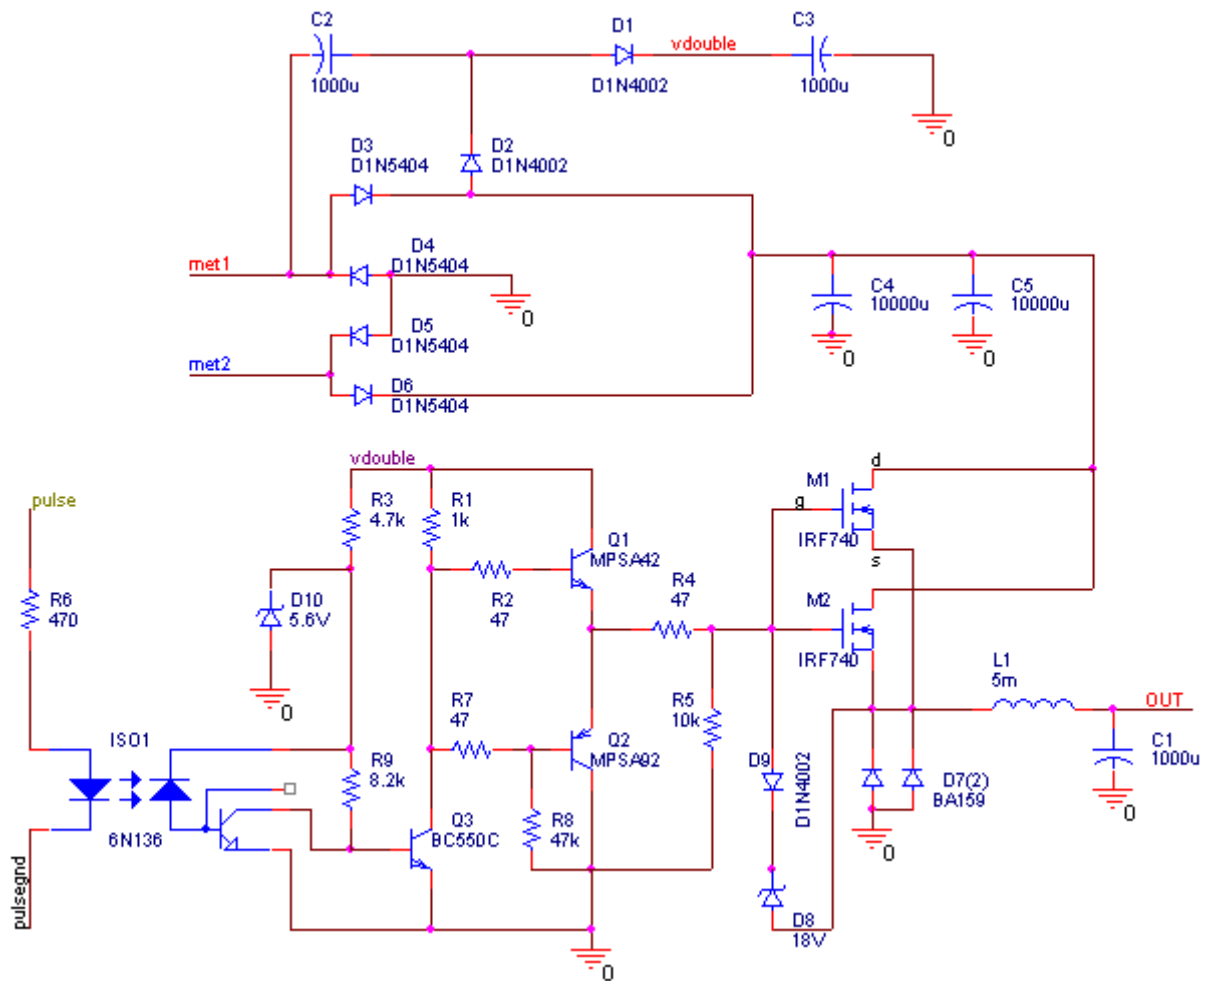 C2
1000u
D1
D1N4002
vdouble
C3
1000u
0
D3
D1N5404
D2
D1N4002
met1
D4
D1N5404
0
D5
D1N5404
met2
D6
D1N5404
C4
10000u
0
C5
10000u
0
vdouble
pulse
R3
4.7k
R1
1k
Q1
MPSA42
M1
d
g
IRF740
s
R6
470
D10
5.6V
0
R2
47
R4
47
M2
IRF740
L1
5m
OUT
R7
47
R5
10k
Q2
MPSA92
D9
D1N4002
D7(2)
BA159
0
C1
1000u
0
ISO1
6N136
R9
8.2k
Q3
BC550C
R8
47k
D8
18V
pulsegnd
0